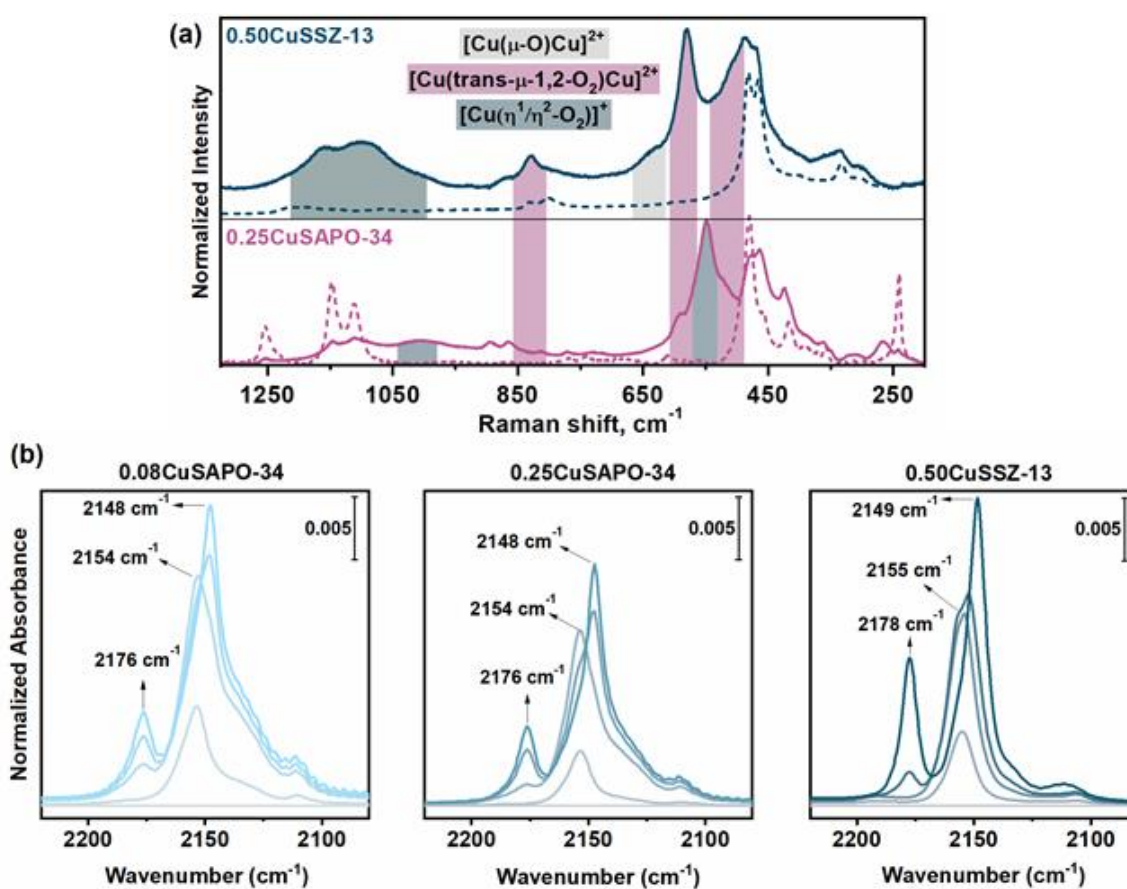 (a)
0.50CuSSZ-13
[Cu(μ-O)Cu]²⁺
[Cu(trans-μ-1,2-O₂)Cu]²⁺
[Cu(η¹/η²-O₂)]⁺
0.25CuSAPO-34
Normalized Intensity
1250 1050 850 650 450 250
Raman shift, cm⁻¹
(b)
0.08CuSAPO-34
2148 cm⁻¹
2154 cm⁻¹
2176 cm⁻¹
0.005
Normalized Absorbance
2200 2150 2100
Wavenumber (cm⁻¹)
0.25CuSAPO-34
2148 cm⁻¹
2154 cm⁻¹
2176 cm⁻¹
0.005
2200 2150 2100
Wavenumber (cm⁻¹)
0.50CuSSZ-13
2149 cm⁻¹
2155 cm⁻¹
2178 cm⁻¹
0.005
2200 2150 2100
Wavenumber (cm⁻¹)